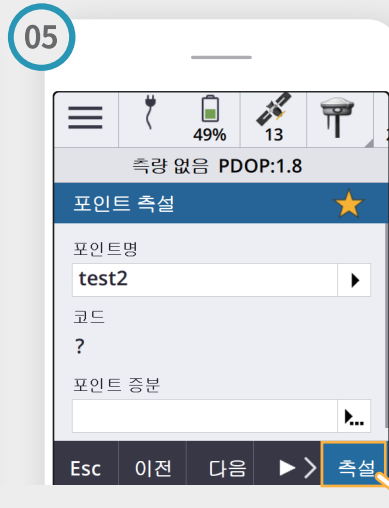 05
49%
13
측량 없음 PDOP:1.8
포인트 측설
포인트명
test2
코드
?
포인트 증분
...
Esc 이전 다음 측설